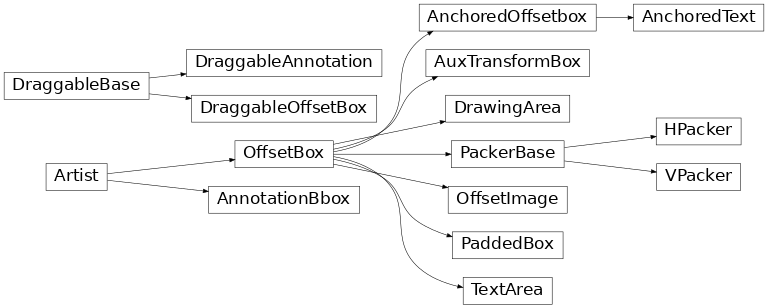 AnchoredOffsetbox
AnchoredText
DraggableAnnotation
AuxTransformBox
DraggableBase
DraggableOffsetBox
DrawingArea
HPacker
OffsetBox
PackerBase
Artist
VPacker
AnnotationBbox
OffsetImage
PaddedBox
TextArea